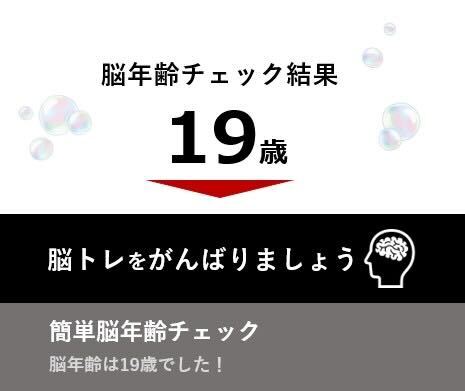 脳年齢チェック結果
19歳
脳トレをがんばりましょう
簡単脳年齢チェック
脳年齢は19歳でした！